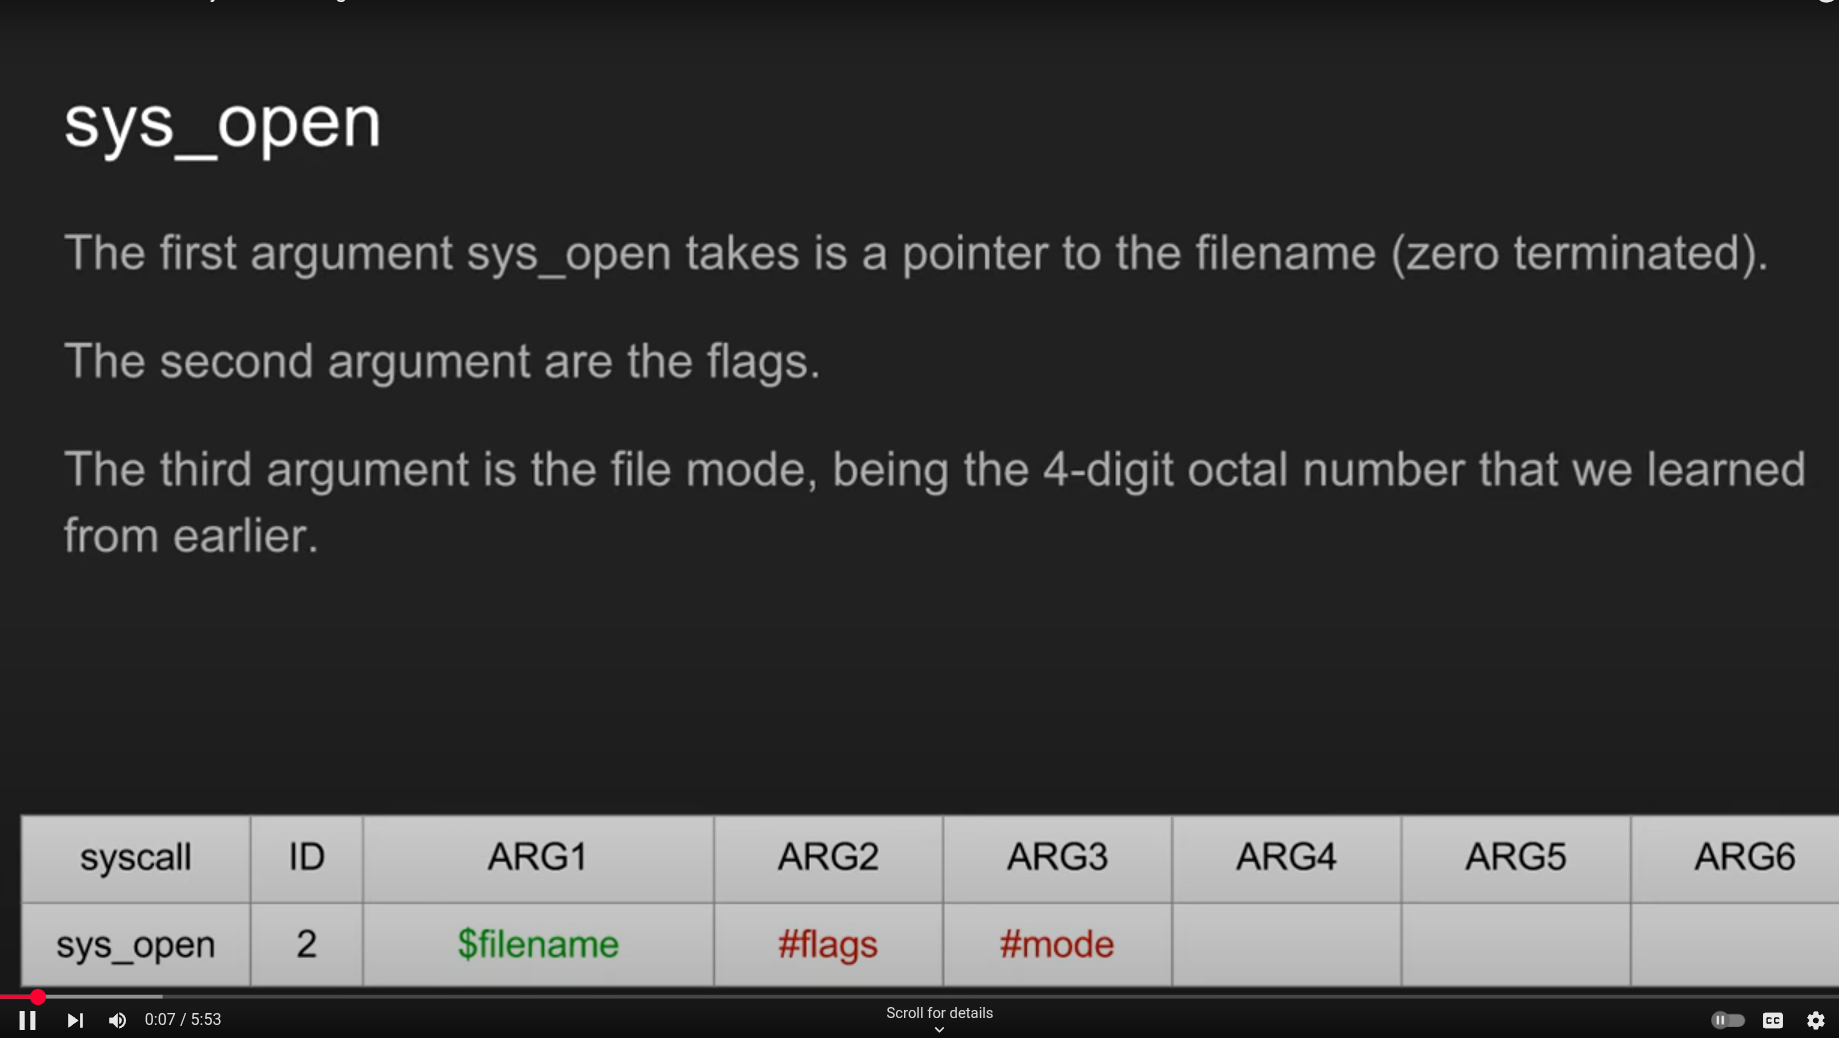 sys_open
The first argument sys_open takes is a pointer to the filename (zero terminated).
The second argument are the flags.
The third argument is the file mode, being the 4-digit octal number that we learned
from earlier.
syscall ID ARG1 ARG2 ARG3 ARG4 ARG5 ARG6
sys_open 2 $filename #flags #mode
0:07 / 5:53
Scroll for details
CC